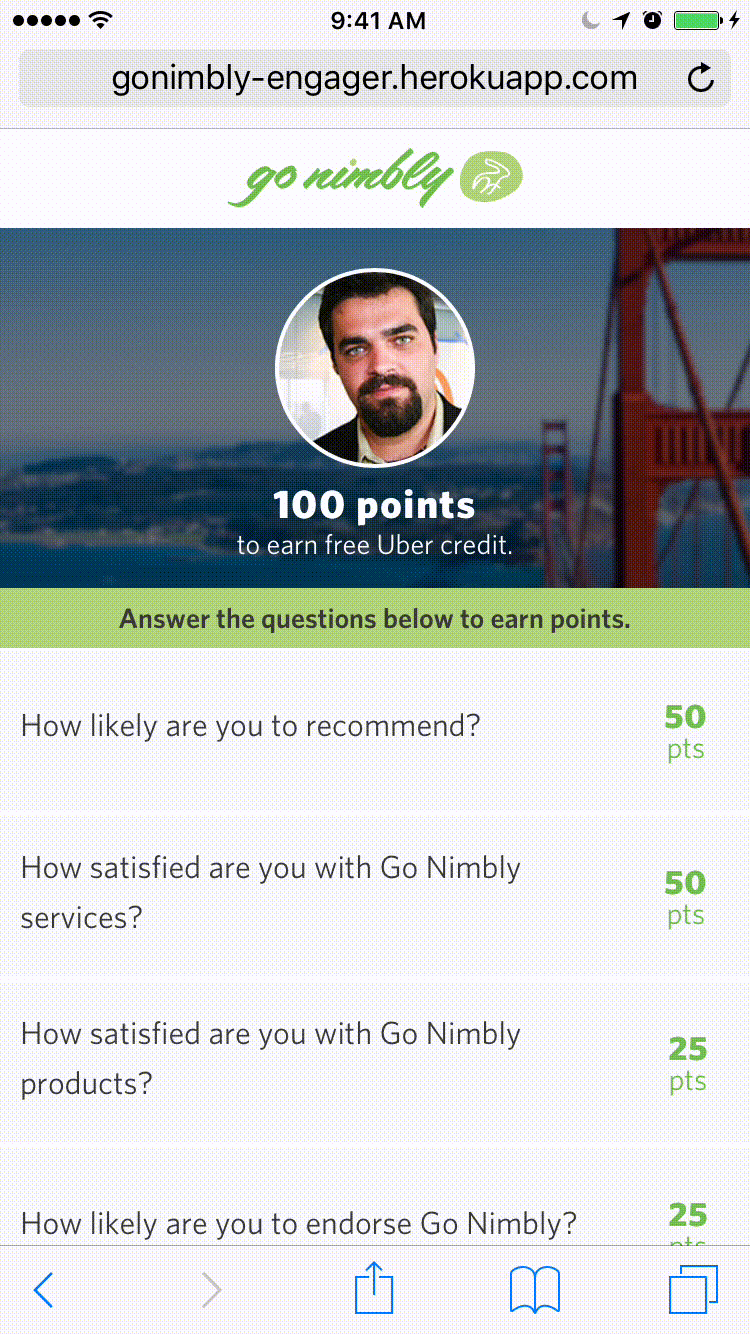 9:41 AM
gonimbly-engager.herokuapp.com
go nimbly
100 points
to earn free Uber credit.
Answer the questions below to earn points.
How likely are you to recommend?
50
pts
How satisfied are you with Go Nimbly
services?
50
pts
How satisfied are you with Go Nimbly
products?
25
pts
How likely are you to endorse Go Nimbly?
25
pts